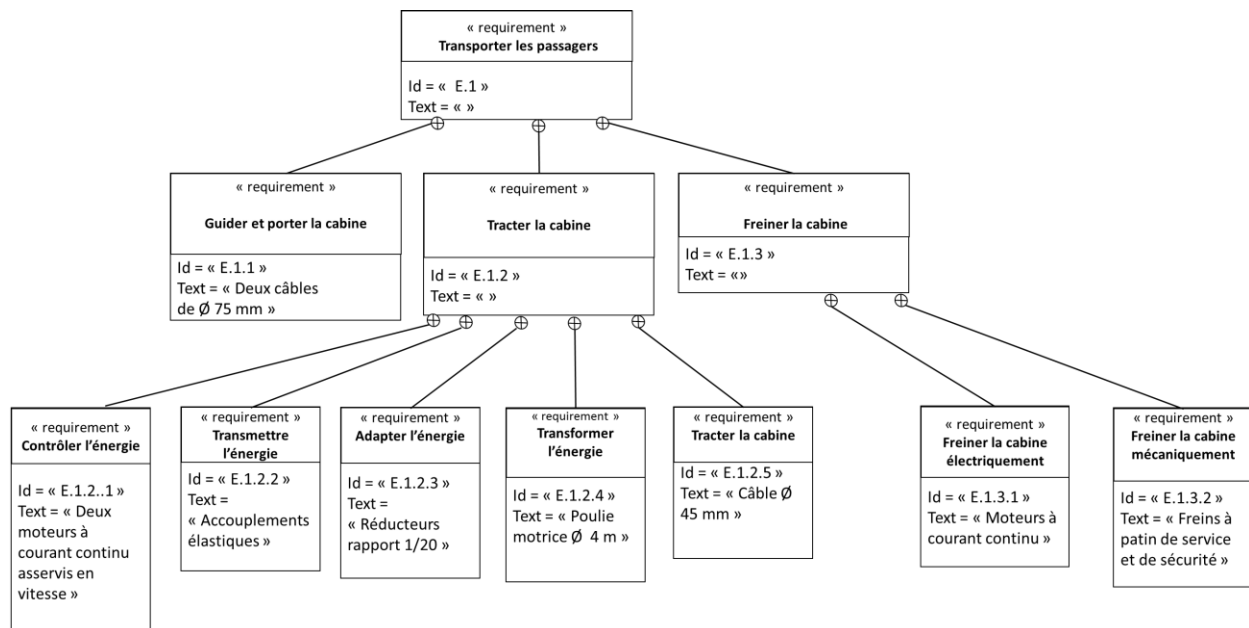 « requirement »
Transporter les passagers
Id = «  E.1 »
Text = « »
« requirement »
Guider et porter la cabine
Id = « E.1.1 »
Text = « Deux câbles
de Ø 75 mm »
« requirement »
Tracter la cabine
Id = « E.1.2 »
Text = « »
« requirement »
Freiner la cabine
Id = « E.1.3 »
Text = «»
« requirement »
Contrôler l’énergie
Id = « E.1.2..1 »
Text = « Deux
moteurs à
courant continu
asservis en
vitesse »
« requirement »
Transmettre
l’énergie
Id = « E.1.2.2 »
Text =
« Accouplements
élastiques »
« requirement »
Adapter l’énergie
Id = « E.1.2.3 »
Text =
« Réducteurs
rapport 1/20 »
« requirement »
Transformer
l’énergie
Id = « E.1.2.4 »
Text = « Poulie
motrice Ø  4 m »
« requirement »
Tracter la cabine
Id = « E.1.2.5 »
Text = « Câble Ø
45 mm »
« requirement »
Freiner la cabine
électriquement
Id = « E.1.3.1 »
Text = « Moteurs à
courant continu »
« requirement »
Freiner la cabine
mécaniquement
Id = « E.1.3.2 »
Text = « Freins à
patin de service
et de sécurité »